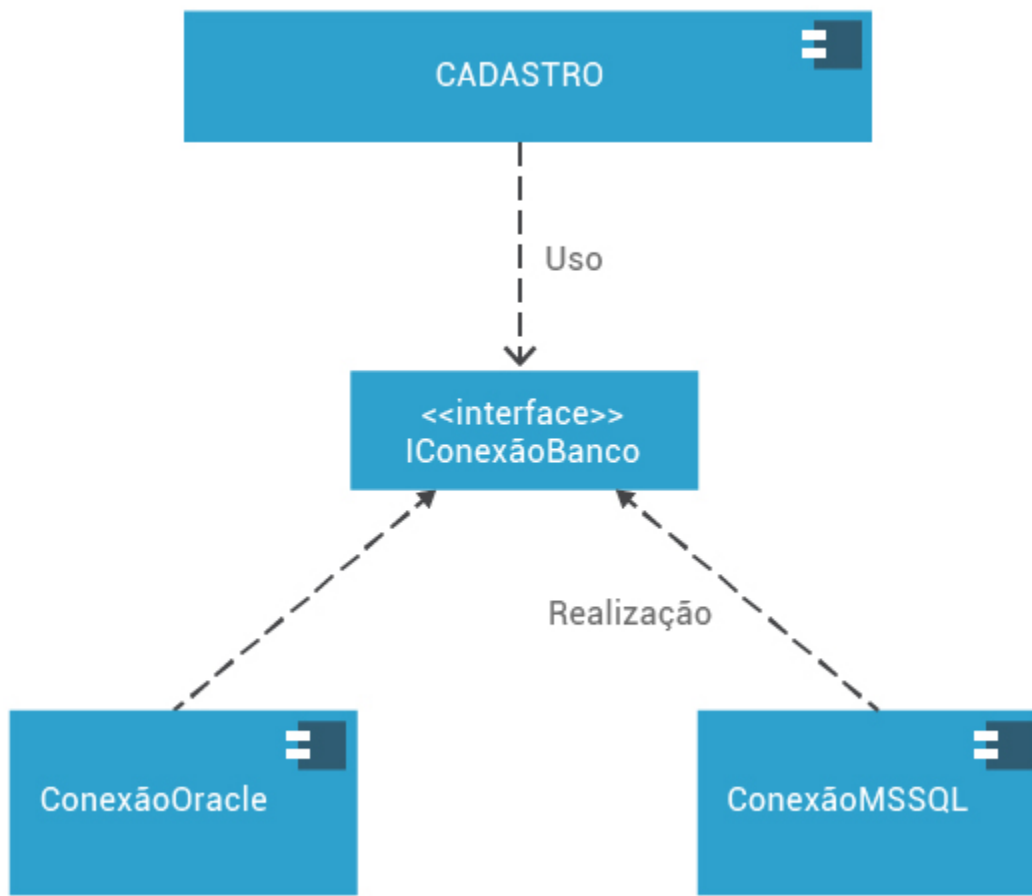 CADASTRO
Uso
<<interface>>
IConexãoBanco
Realização
ConexãoOracle
ConexãoMSSQL